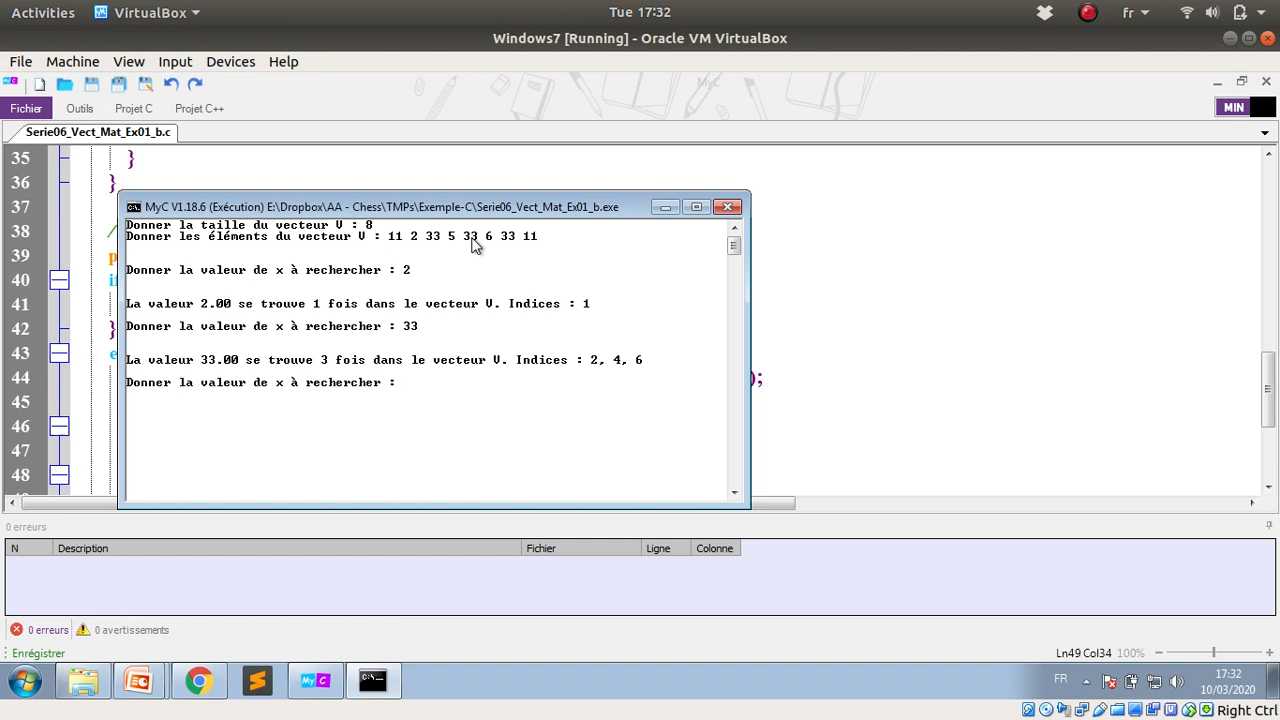 Activities VirtualBox Tue 17:32 fr
Windows7 [Running] - Oracle VM VirtualBox
File Machine View Input Devices Help
MyC
Fichier Outils Projet C Projet C++ MIN
Serie06_Vect_Mat_Ex01_b.c
35 }
36 }
37
38 /
39 p
40 if
41
42 }
43 e
44 );
45
46
47
48
MyC V1.18.6 (Exécution) E:\Dropbox\AA - Chess\TMPs\Exemple-C\Serie06_Vect_Mat_Ex01_b.exe
Donner la taille du vecteur V : 8
Donner les éléments du vecteur V : 11 2 33 5 33 6 33 11
Donner la valeur de x à rechercher : 2
La valeur 2.00 se trouve 1 fois dans le vecteur V. Indices : 1
Donner la valeur de x à rechercher : 33
La valeur 33.00 se trouve 3 fois dans le vecteur V. Indices : 2, 4, 6
Donner la valeur de x à rechercher :
0 erreurs
N Description Fichier Ligne Colonne
0 erreurs 0 avertissements
Enrégistrer Ln49 Col34 100%
FR 17:32
10/03/2020
Right Ctrl